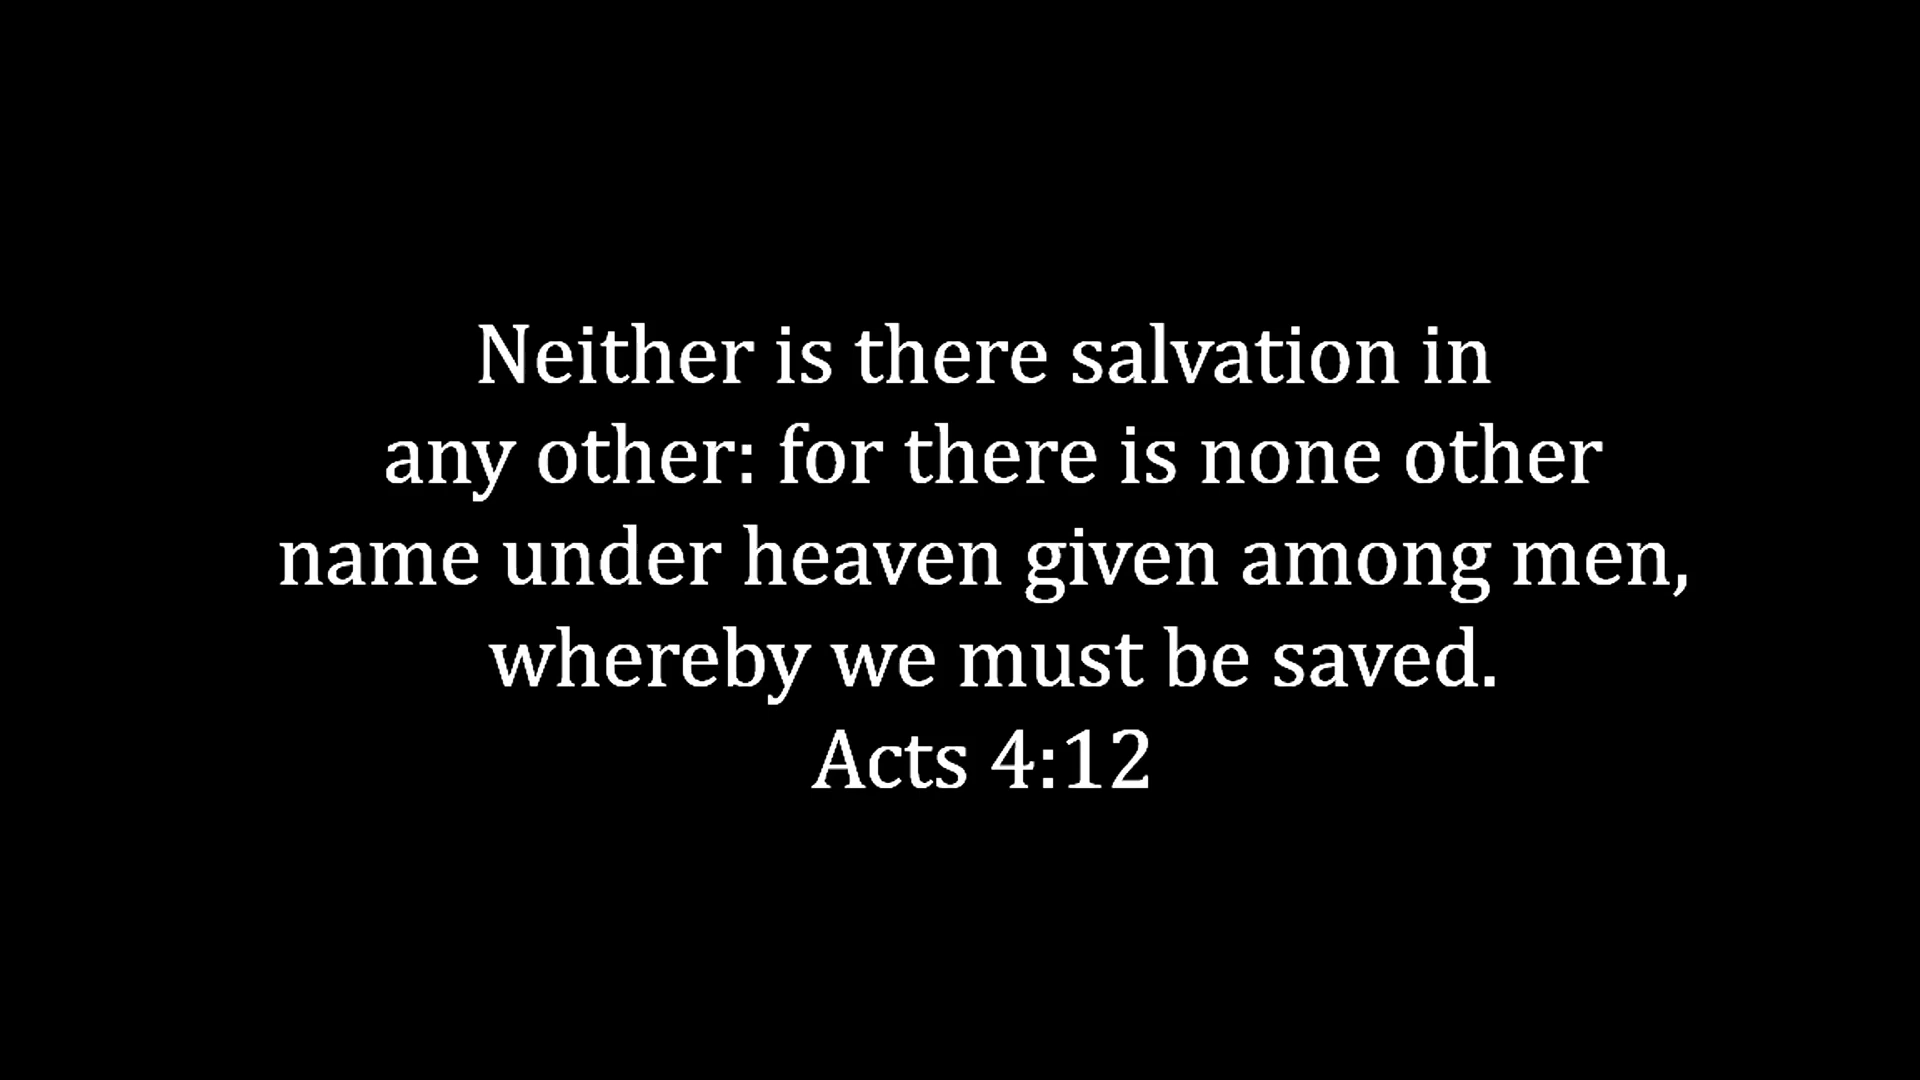 Neither is there salvation in
any other: for there is none other
name under heaven given among men,
whereby we must be saved.
Acts 4:12